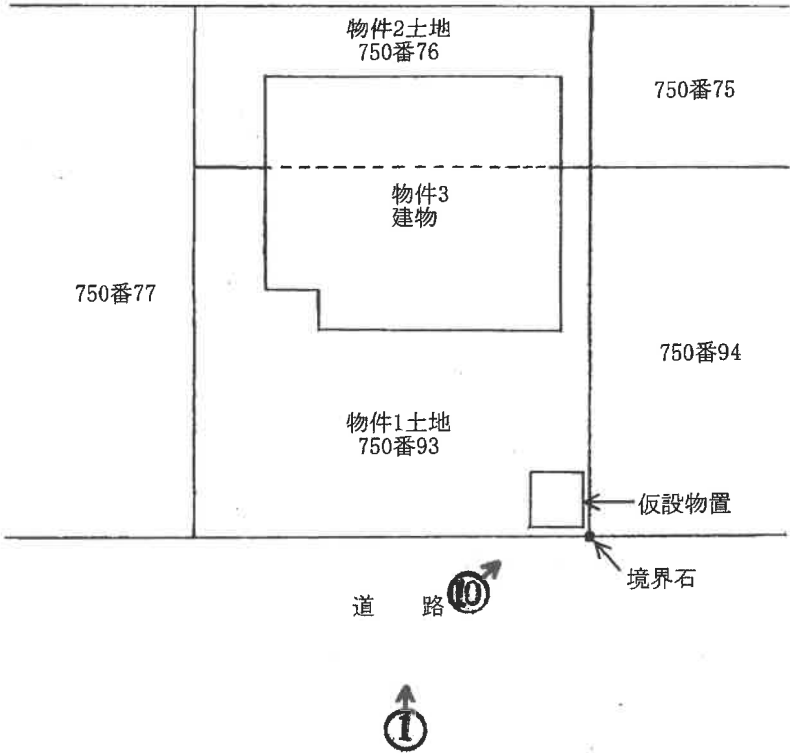 物件2土地
750番76
750番75
物件3
建物
750番77
750番94
物件1土地
750番93
仮設物置
境界石
道　路
⑩
①